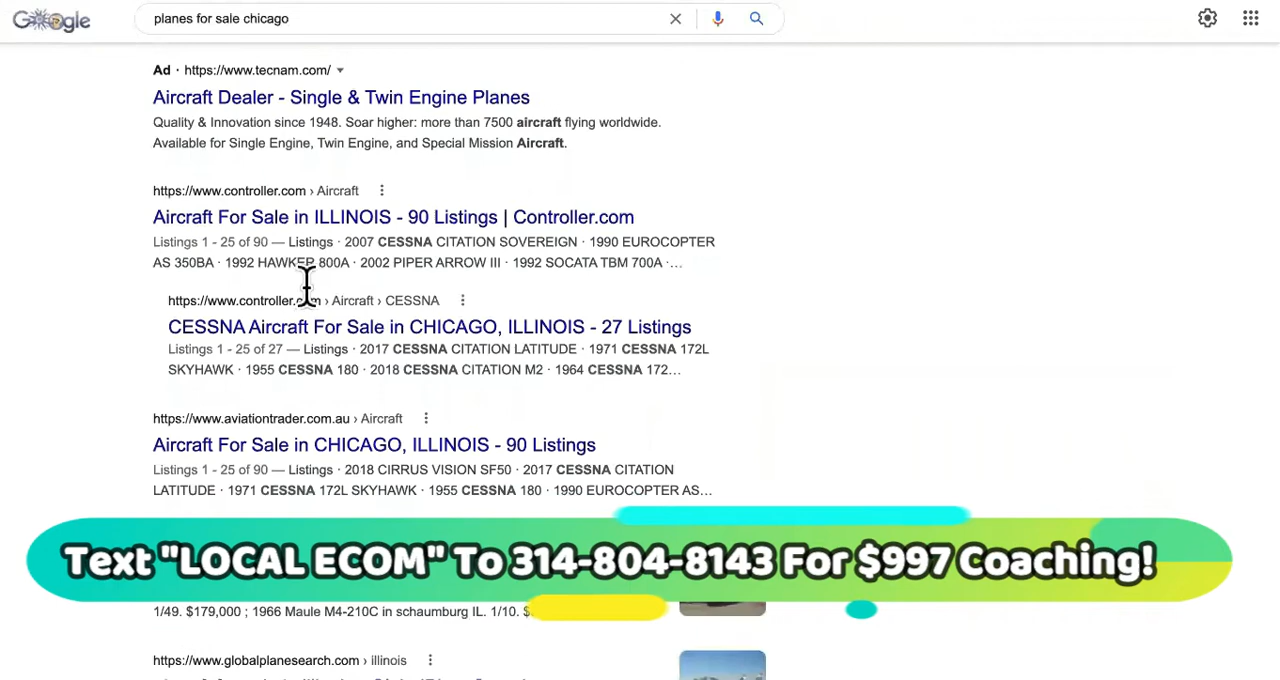 Google
planes for sale chicago
Ad · https://www.tecnam.com/
Aircraft Dealer - Single & Twin Engine Planes
Quality & Innovation since 1948. Soar higher: more than 7500 aircraft flying worldwide.
Available for Single Engine, Twin Engine, and Special Mission Aircraft.
https://www.controller.com › Aircraft
Aircraft For Sale in ILLINOIS - 90 Listings | Controller.com
Listings 1 - 25 of 90 — Listings · 2007 CESSNA CITATION SOVEREIGN · 1990 EUROCOPTER
AS 350BA · 1992 HAWKER 800A · 2002 PIPER ARROW III · 1992 SOCATA TBM 700A ·...
https://www.controller.com › Aircraft › CESSNA
CESSNA Aircraft For Sale in CHICAGO, ILLINOIS - 27 Listings
Listings 1 - 25 of 27 — Listings · 2017 CESSNA CITATION LATITUDE · 1971 CESSNA 172L
SKYHAWK · 1955 CESSNA 180 · 2018 CESSNA CITATION M2 · 1964 CESSNA 172...
https://www.aviationtrader.com.au › Aircraft
Aircraft For Sale in CHICAGO, ILLINOIS - 90 Listings
Listings 1 - 25 of 90 — Listings · 2018 CIRRUS VISION SF50 · 2017 CESSNA CITATION
LATITUDE · 1971 CESSNA 172L SKYHAWK · 1955 CESSNA 180 · 1990 EUROCOPTER AS...
Text "LOCAL ECOM" To 314-804-8143 For $997 Coaching!
1/49. $179,000 ; 1966 Maule M4-210C in schaumburg IL. 1/10.
https://www.globalplanesearch.com › illinois